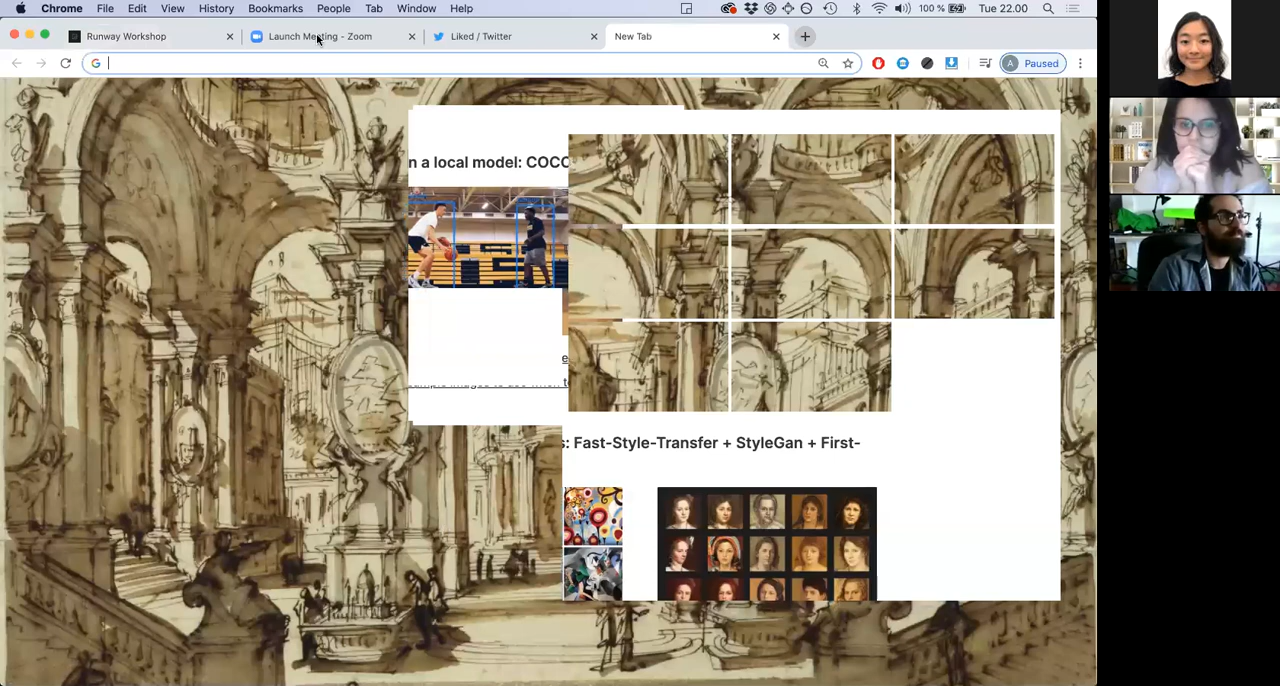 Chrome File Edit View History Bookmarks People Tab Window Help 100 % Tue 22.00
Runway Workshop Launch Meeting - Zoom Liked / Twitter New Tab
A Paused
n a local model: COCO
s: Fast-Style-Transfer + StyleGan + First-